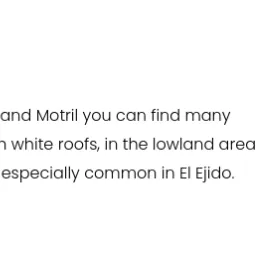 and Motril you can find many
white roofs, in the lowland area
especially common in El Ejido.